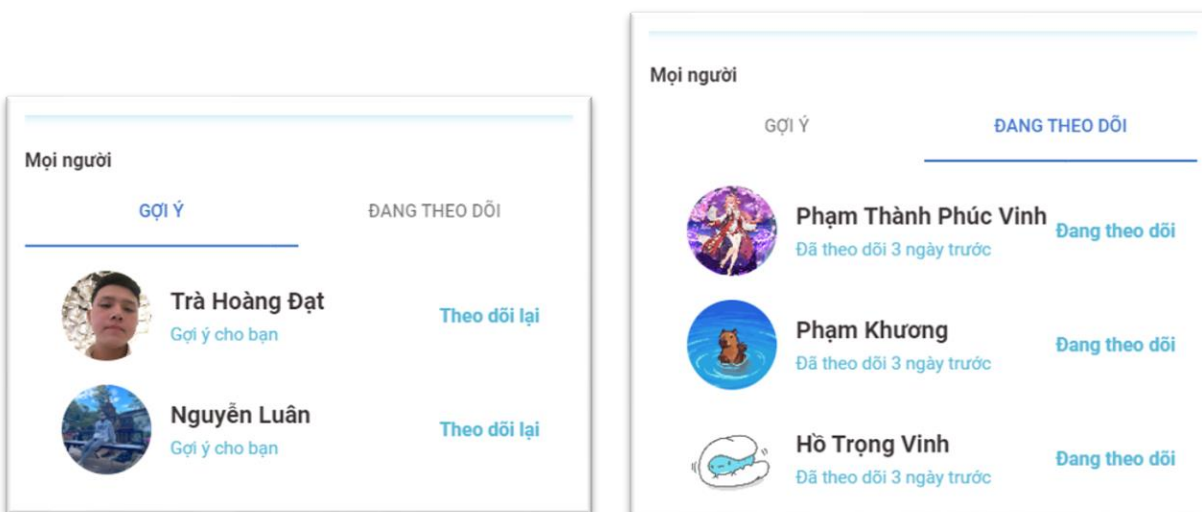 Mọi người
GỢI Ý ĐANG THEO DÕI
Trà Hoàng Đạt
Gợi ý cho bạn
Theo dõi lại
Nguyễn Luân
Gợi ý cho bạn
Theo dõi lại
Mọi người
GỢI Ý ĐANG THEO DÕI
Phạm Thành Phúc Vinh
Đã theo dõi 3 ngày trước
Đang theo dõi
Phạm Khương
Đã theo dõi 3 ngày trước
Đang theo dõi
Hồ Trọng Vinh
Đã theo dõi 3 ngày trước
Đang theo dõi